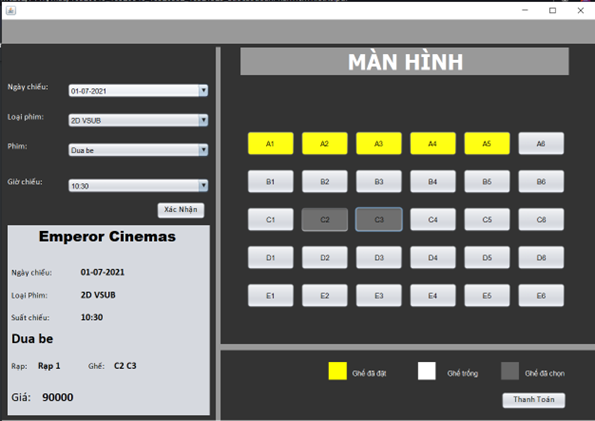 MÀN HÌNH
Ngày chiếu: 01-07-2021
Loại phim: 2D VSUB
Phim: Dua be
Giờ chiếu: 10:30
Xác Nhận
Emperor Cinemas
Ngày chiếu: 01-07-2021
Loại Phim: 2D VSUB
Suất chiếu: 10:30
Dua be
Rạp: Rạp 1 Ghế: C2 C3
Giá: 90000
A1 A2 A3 A4 A5 A6
B1 B2 B3 B4 B5 B6
C1 C2 C3 C4 C5 C6
D1 D2 D3 D4 D5 D6
E1 E2 E3 E4 E5 E6
Ghế đã đặt Ghế trống Ghế đã chọn
Thanh Toán